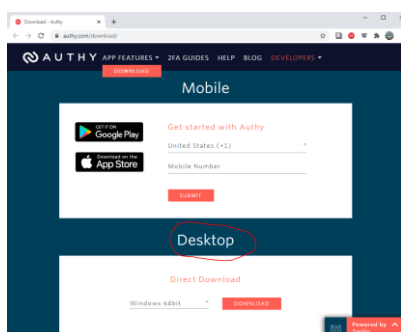 Download - Authy
authy.com/download/
AUTHY APP FEATURES 2FA GUIDES HELP BLOG DEVELOPERS
DOWNLOAD
Mobile
GET IT ON
Google Play
Download on the
App Store
Get started with Authy
United States (+1)
Mobile Number
SUBMIT
Desktop
Direct Download
Windows 64bit
DOWNLOAD
Powered by
Twilio